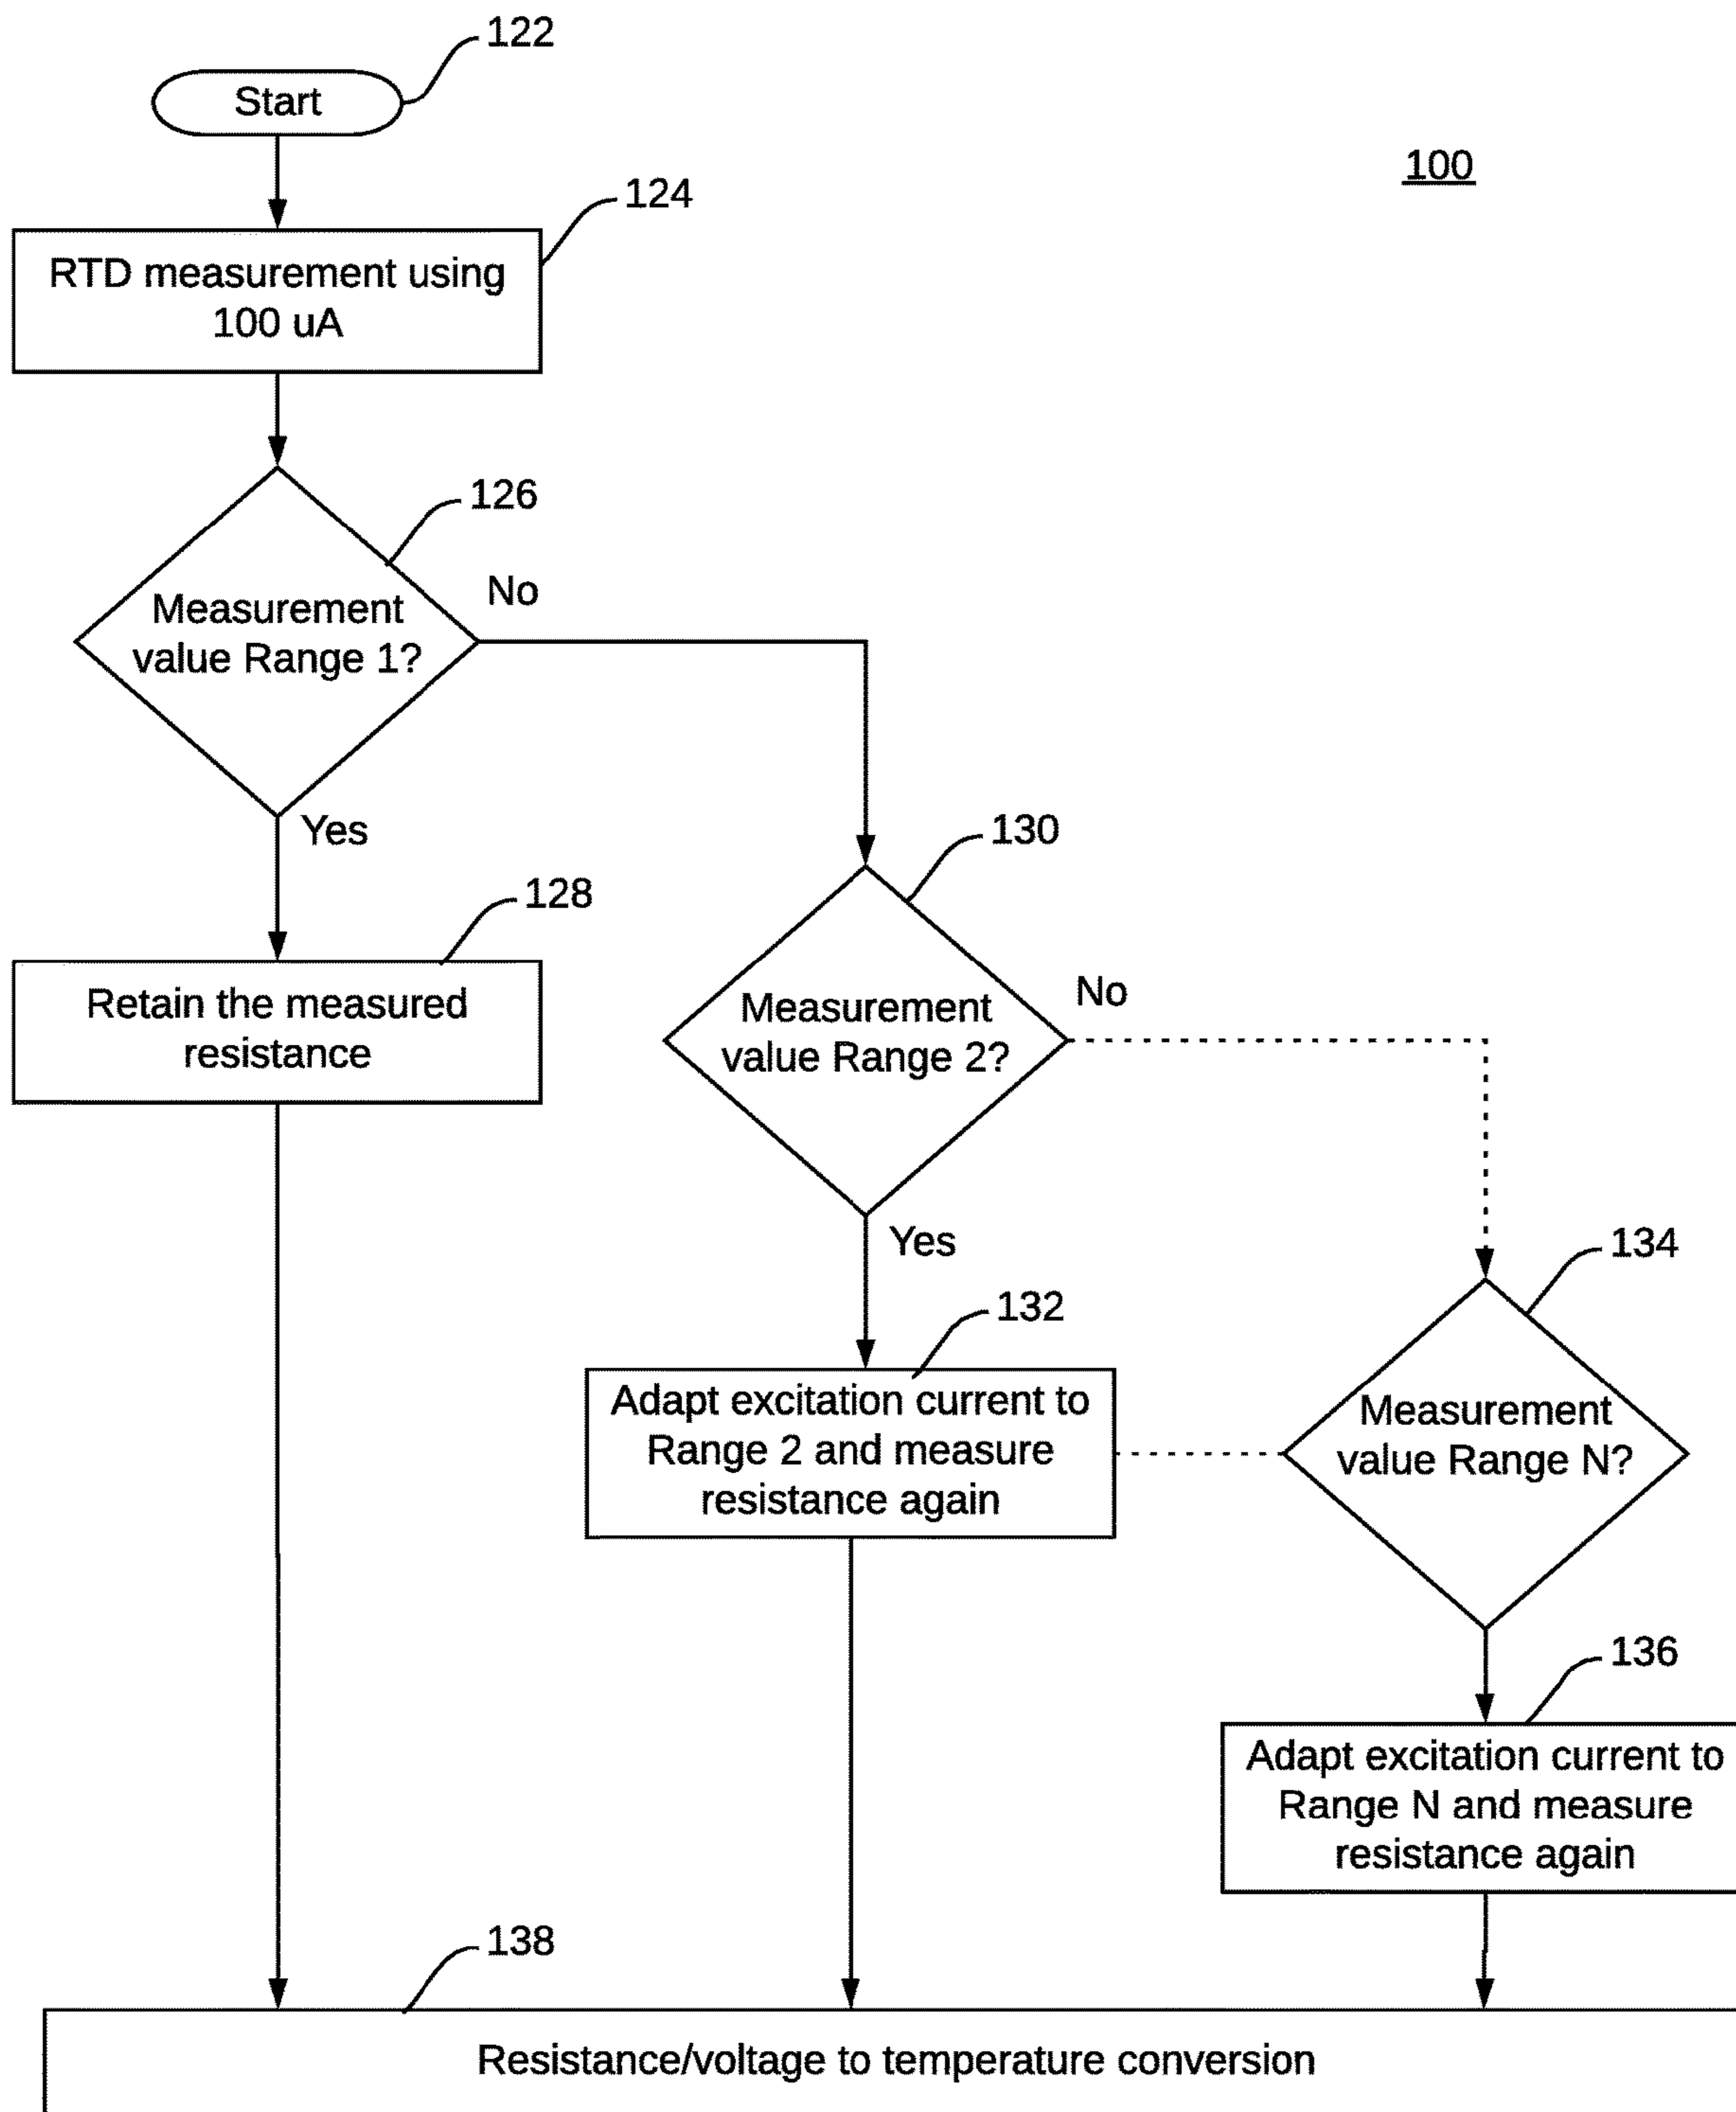 122
Start
100
124
RTD measurement using
100 uA
126
No
Measurement
value Range 1?
Yes
130
128
Retain the measured
resistance
No
Measurement
value Range 2?
Yes
134
132
Adapt excitation current to
Range 2 and measure
resistance again
Measurement
value Range N?
136
Adapt excitation current to
Range N and measure
resistance again
138
Resistance/voltage to temperature conversion